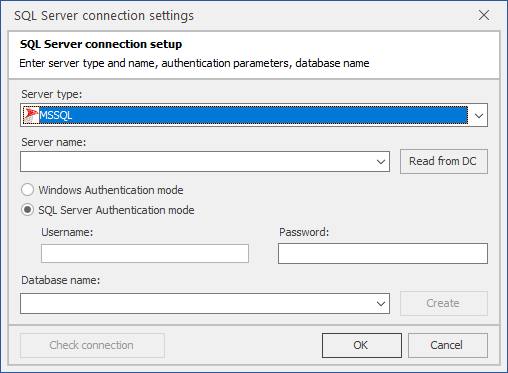 SQL Server connection settings
SQL Server connection setup
Enter server type and name, authentication parameters, database name
Server type:
MSSQL
Server name:
Read from DC
Windows Authentication mode
SQL Server Authentication mode
Username:
Password:
Database name:
Create
Check connection
OK
Cancel